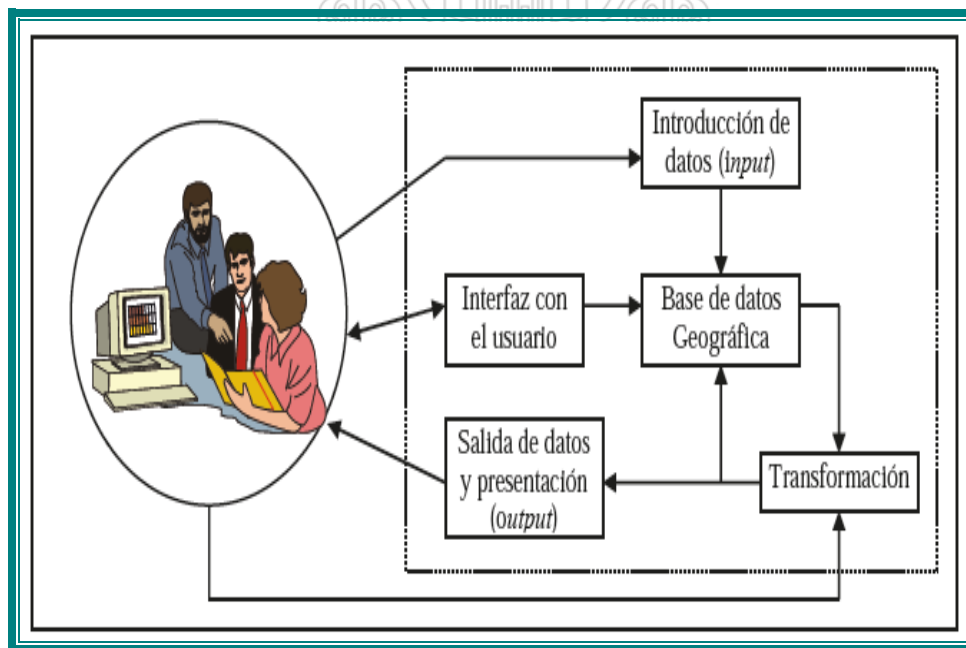 Introducción de
datos (input)
Interfaz con
el usuario
Base de datos
Geográfica
Salida de datos
y presentación
(output)
Transformación